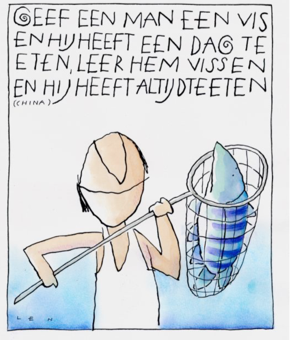 GEEF EEN MAN EEN VIS
EN HIJ HEEFT EEN DAG TE
ETEN, LEER HEM VISSEN
EN HIJ HEEFT ALTIJD TE ETEN
(CHINA)
LEN